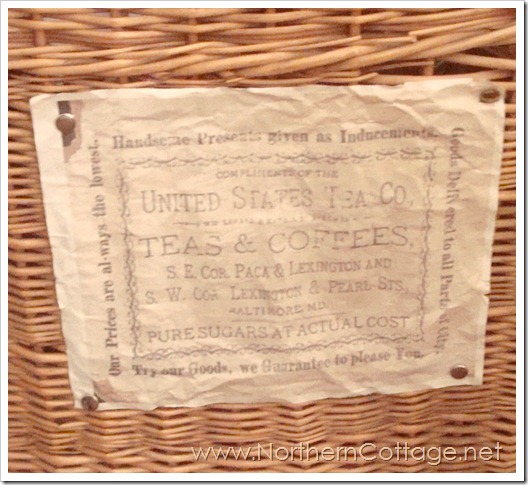 Handsome Presents given as Inducements.
Our Prices are al-ways the lowest.
COMPLIMENTS OF THE
UNITED STATES TEA CO.,
TEAS & COFFEES,
S. E. COR. PACA & LEXINGTON AND
S. W. COR. LEXINGTON & PEARL STS.,
BALTIMORE, MD.
PURE SUGARS AT ACTUAL COST
Goods Delivered to all Parts of City.
Try our Goods, we Guarantee to please You.
www.NorthernCottage.net